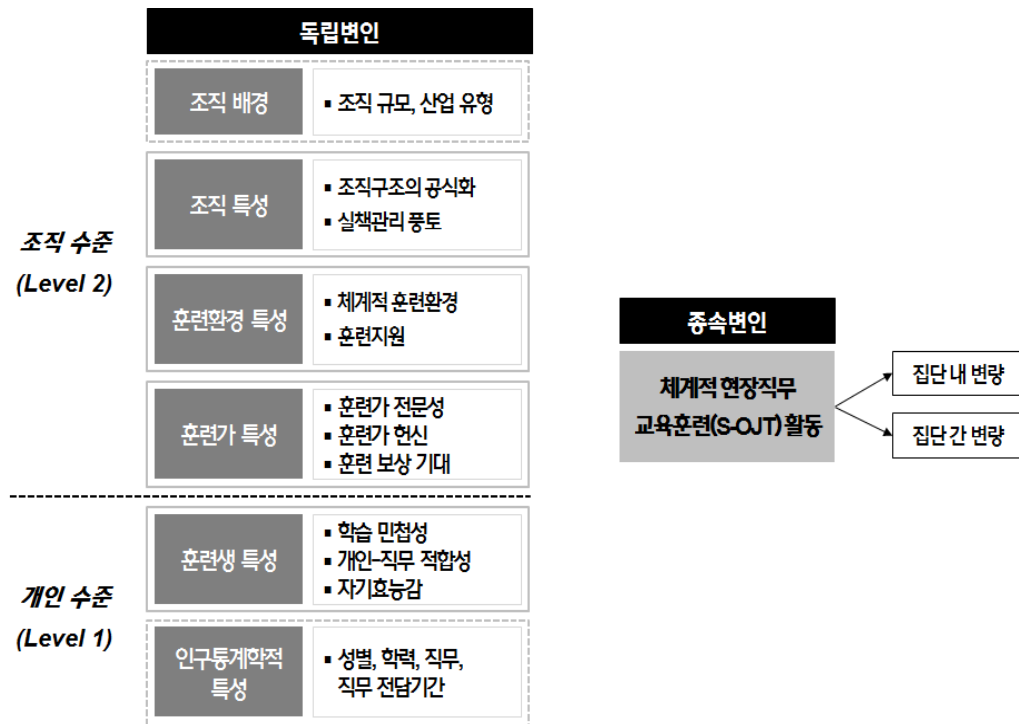 독립변인
조직 배경
▪ 조직 규모, 산업 유형
조직 특성
▪ 조직구조의 공식화
▪ 실책관리 풍토
조직 수준
(Level 2)
훈련환경 특성
▪ 체계적 훈련환경
▪ 훈련지원
훈련가 특성
▪ 훈련가 전문성
▪ 훈련가 헌신
▪ 훈련 보상 기대
개인 수준
(Level 1)
훈련생 특성
▪ 학습 민첩성
▪ 개인-직무 적합성
▪ 자기효능감
인구통계학적
특성
▪ 성별, 학력, 직무,
직무 전담기간
종속변인
체계적 현장직무
교육훈련(S-OJT) 활동
집단 내 변량
집단 간 변량